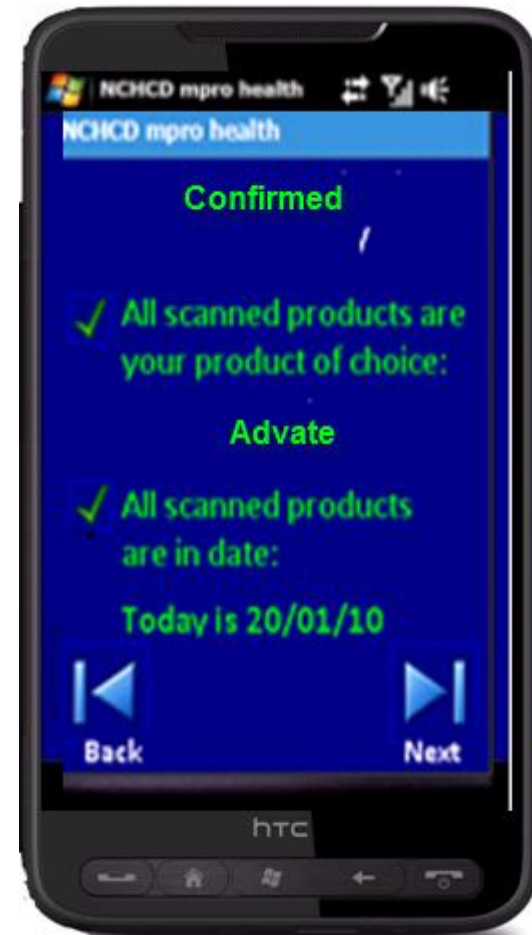 NCHCD mpro health
NCHCD mpro health
Confirmed
All scanned products are
your product of choice:
Advate
All scanned products
are in date:
Today is 20/01/10
Back
Next
hTC